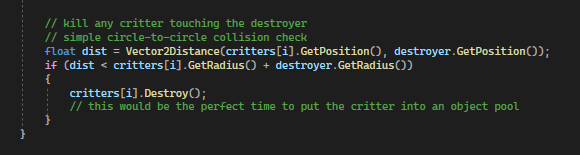 // kill any critter touching the destroyer
// simple circle-to-circle collision check
float dist = Vector2Distance(critters[i].GetPosition(), destroyer.GetPosition());
if (dist < critters[i].GetRadius() + destroyer.GetRadius())
{
critters[i].Destroy();
// this would be the perfect time to put the critter into an object pool
}
}